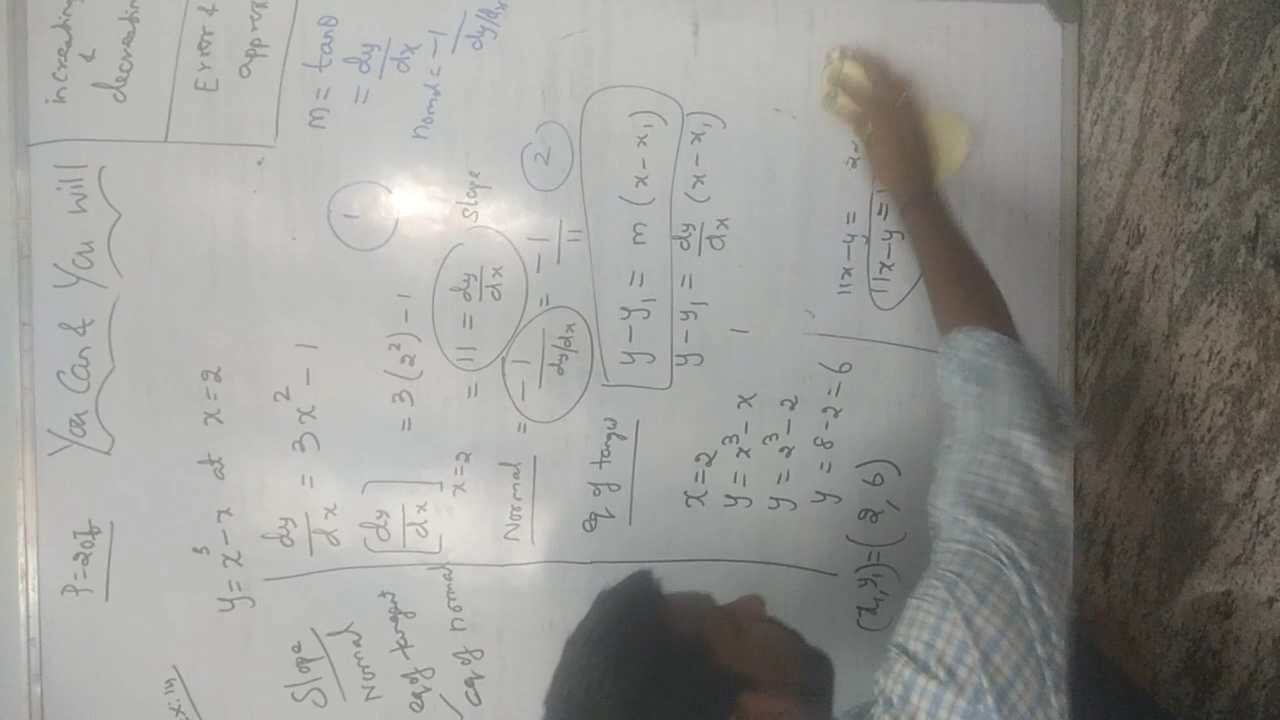 P=207
You Can & You will
increasing
&
decreasing
Error &
approx
y = x³ - x at x = 2
Slope
Normal
eq of tangent
eq of normal
dy/dx = 3x² - 1
[dy/dx] x=2 = 3(2²) - 1
= 11 = dy/dx Slope
1
m = tanθ
= dy/dx
Normal = -1/(dy/dx)
Normal = -1/(dy/dx) = -1/11
2
eq of tange
y - y₁ = m (x - x₁)
y - y₁ = dy/dx (x - x₁)
x = 2
y = x³ - x
y = 2³ - 2
y = 8 - 2 = 6
(x₁, y₁) = (2, 6)
11x - y =
11x - y =